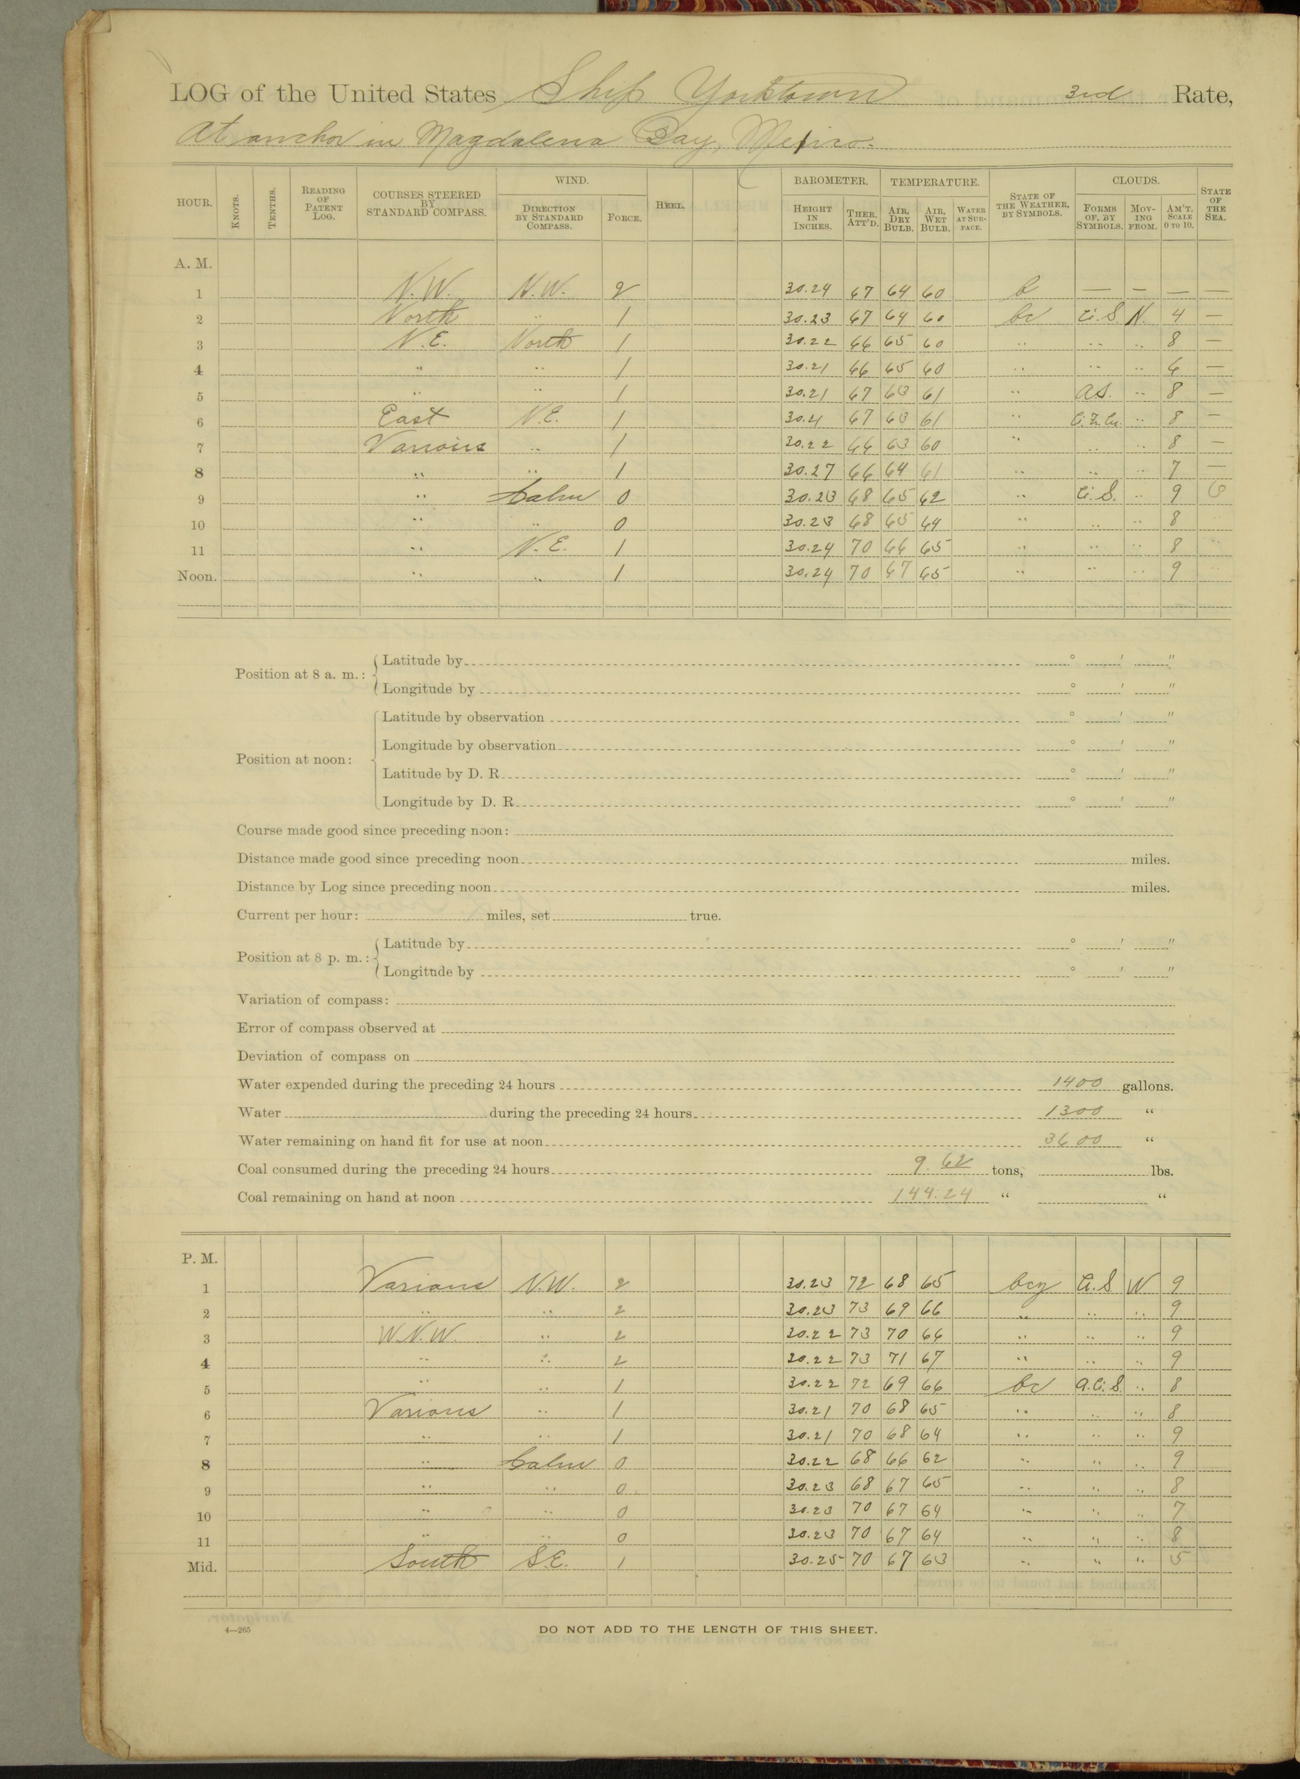 LOG of the United States Ship Yorktown 3rd Rate,
At anchor in Magdalena Bay, Mexico.
HOUR. KNOTS. TENTHS. READING OF PATENT LOG. COURSES STEERED BY STANDARD COMPASS. WIND. DIRECTION BY STANDARD COMPASS. FORCE. HEEL. BAROMETER. HEIGHT IN INCHES. THER. ATT'D. TEMPERATURE. AIR, DRY BULB. AIR, WET BULB. WATER AT SURFACE. STATE OF THE WEATHER, BY SYMBOLS. CLOUDS. FORMS OF, BY SYMBOLS. MOVING FROM. AM'T. SCALE 0 TO 10. STATE OF THE SEA.
A. M.
1 N.W. N.W. 2 30.24 67 64 60 b — — — —
2 North " 1 30.23 67 64 60 bc Ci. S N. 4 —
3 N.E. North 1 30.22 66 65 60 " " " 8 —
4 " " 1 30.21 66 65 60 " " " 6 —
5 " " 1 30.21 67 63 61 " A.S. " 8 —
6 East N.E. 1 30.21 67 63 61 " " 8 —
7 Various " 1 30.22 66 63 60 " " " 8 —
8 " " 1 30.27 66 64 61 " " " 7 —
9 " Calm 0 30.23 68 65 62 " Ci. S. " 9
10 " " 0 30.23 68 65 64 " " " 8 "
11 " N.E. 1 30.24 70 66 65 " " " 8 "
Noon. " " 1 30.24 70 67 65 " " " 9 "
Position at 8 a. m.: Latitude by ° ' "
Longitude by ° ' "
Position at noon: Latitude by observation ° ' "
Longitude by observation ° ' "
Latitude by D. R. ° ' "
Longitude by D. R. ° ' "
Course made good since preceding noon:
Distance made good since preceding noon miles.
Distance by Log since preceding noon miles.
Current per hour: miles, set true.
Position at 8 p. m.: Latitude by ° ' "
Longitude by ° ' "
Variation of compass:
Error of compass observed at
Deviation of compass on
Water expended during the preceding 24 hours 1400 gallons.
Water during the preceding 24 hours 1300 "
Water remaining on hand fit for use at noon 3600 "
Coal consumed during the preceding 24 hours 9.62 tons, lbs.
Coal remaining on hand at noon 144.24 " "
P. M.
1 Various N.W. 2 30.23 72 68 65 bcz Ci. S W 9
2 " " 2 30.23 73 69 66 " " " 9
3 W.N.W. " 2 30.22 73 70 66 " " " 9
4 " " 2 30.22 73 71 67 " " " 9
5 " " 1 30.22 72 69 66 bc A.Ci.S. " 8
6 Various " 1 30.21 70 68 65 " " " 8
7 " " 1 30.21 70 68 64 " " " 9
8 " Calm 0 30.22 68 66 62 " " " 9
9 " " 0 30.23 68 67 65 " " " 8
10 " " 0 30.23 70 67 64 " " " 7
11 " " 0 30.23 70 67 64 " " " 8
Mid. South S.E. 1 30.25 70 67 63 " " " 5
4—265 DO NOT ADD TO THE LENGTH OF THIS SHEET.